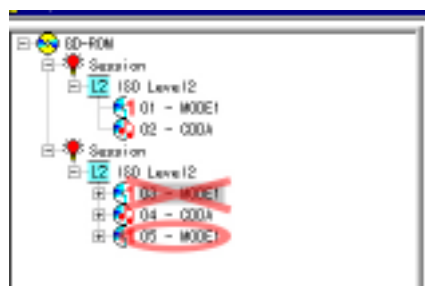 GD-ROM
Session
L2 ISO Level2
01 - MODE1
02 - CDDA
Session
L2 ISO Level2
03 - MODE1
04 - CDDA
05 - MODE1